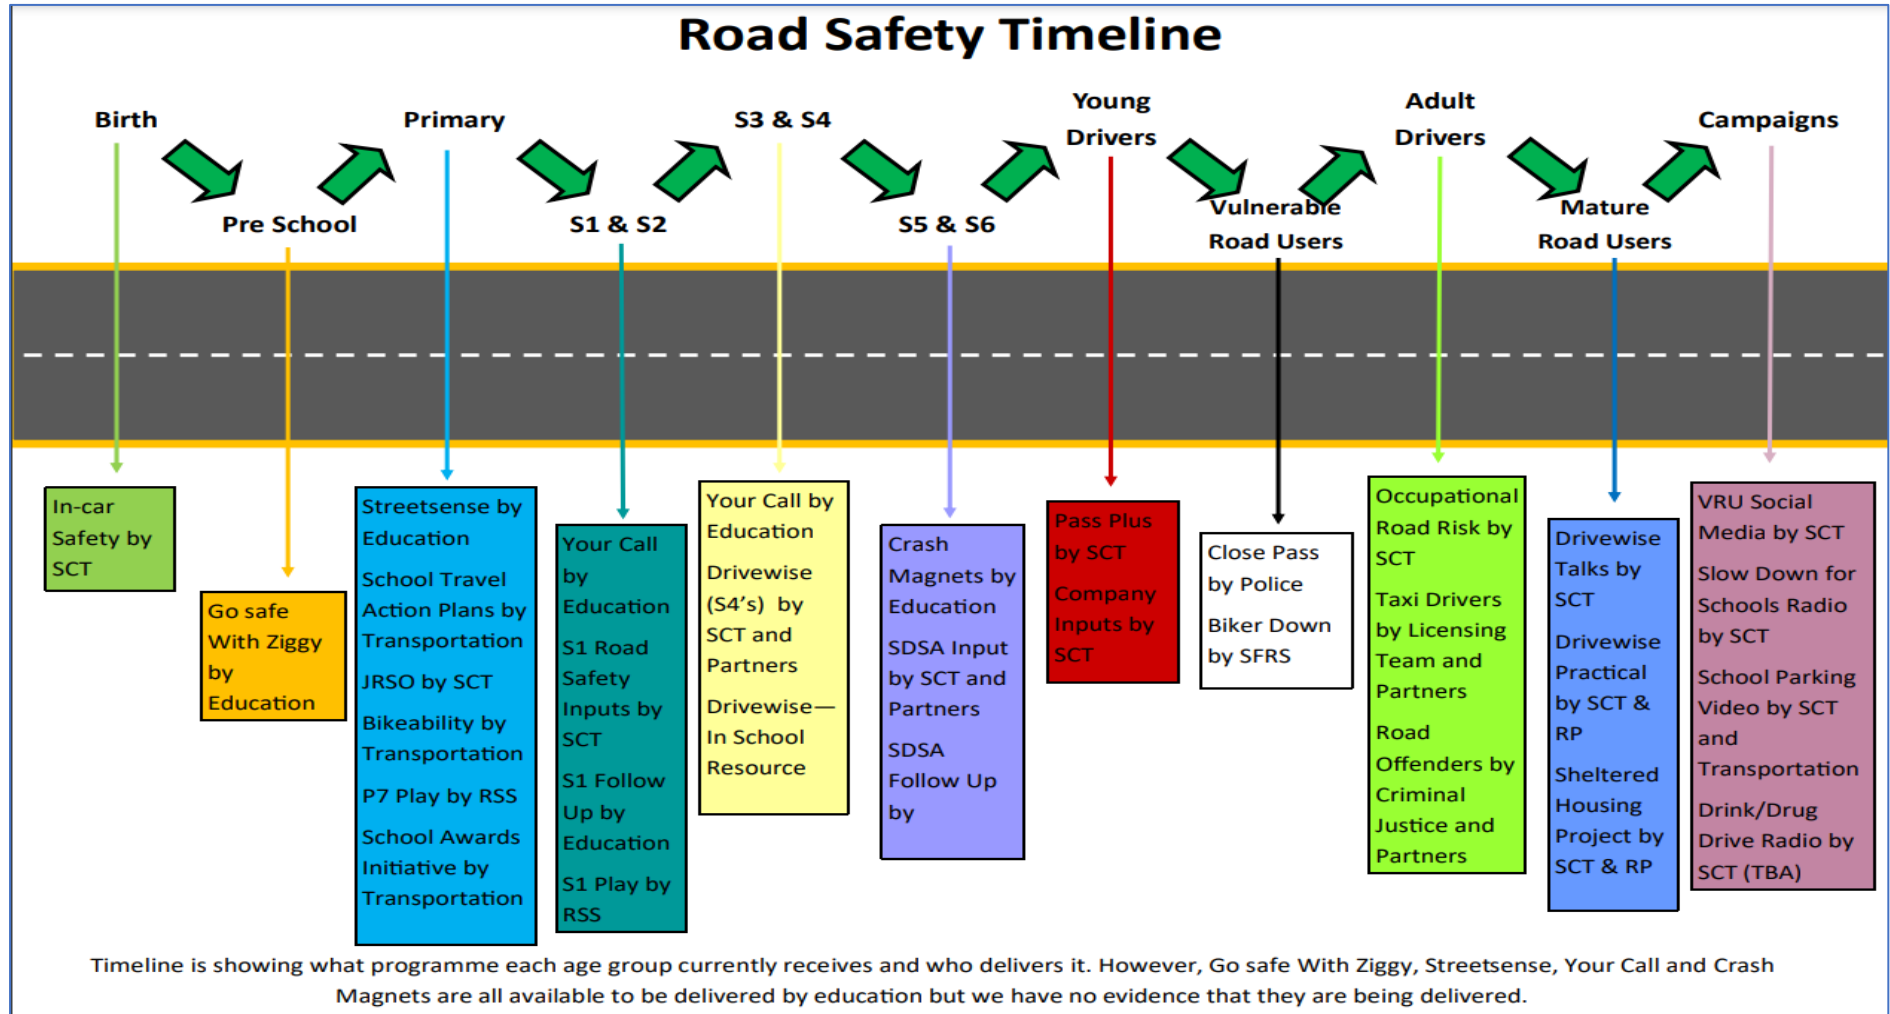 Road Safety Timeline
Birth
Pre School
Primary
S1 & S2
S3 & S4
S5 & S6
Young
Drivers
Vulnerable
Road Users
Adult
Drivers
Mature
Road Users
Campaigns
In-car
Safety by
SCT
Go safe
With Ziggy
by
Education
Streetsense by
Education
School Travel
Action Plans by
Transportation
JRSO by SCT
Bikeability by
Transportation
P7 Play by RSS
School Awards
Initiative by
Transportation
Your Call
by
Education
S1 Road
Safety
Inputs by
SCT
S1 Follow
Up by
Education
S1 Play by
RSS
Your Call by
Education
Drivewise
(S4’s) by
SCT and
Partners
Drivewise—
In School
Resource
Crash
Magnets by
Education
SDSA Input
by SCT and
Partners
SDSA
Follow Up
by
Pass Plus
by SCT
Company
Inputs by
SCT
Close Pass
by Police
Biker Down
by SFRS
Occupational
Road Risk by
SCT
Taxi Drivers
by Licensing
Team and
Partners
Road
Offenders by
Criminal
Justice and
Partners
Drivewise
Talks by
SCT
Drivewise
Practical
by SCT &
RP
Sheltered
Housing
Project by
SCT & RP
VRU Social
Media by SCT
Slow Down for
Schools Radio
by SCT
School Parking
Video by SCT
and
Transportation
Drink/Drug
Drive Radio by
SCT (TBA)
Timeline is showing what programme each age group currently receives and who delivers it. However, Go safe With Ziggy, Streetsense, Your Call and Crash
Magnets are all available to be delivered by education but we have no evidence that they are being delivered.